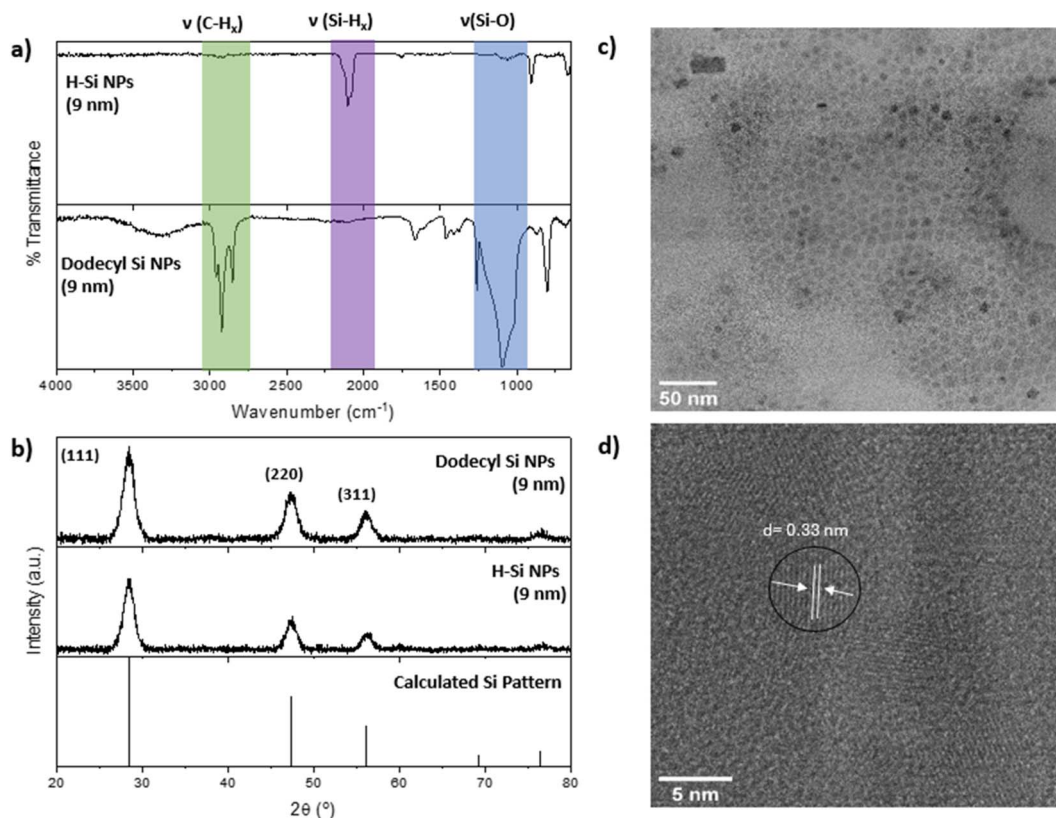 a)
ν (C-Hₓ)
ν (Si-Hₓ)
ν(Si-O)
H-Si NPs
(9 nm)
Dodecyl Si NPs
(9 nm)
% Transmittance
4000 3500 3000 2500 2000 1500 1000
Wavenumber (cm⁻¹)
b)
(111)
(220)
(311)
Dodecyl Si NPs
(9 nm)
H-Si NPs
(9 nm)
Calculated Si Pattern
Intensity (a.u.)
20 30 40 50 60 70 80
2θ (°)
c)
50 nm
d)
d= 0.33 nm
5 nm